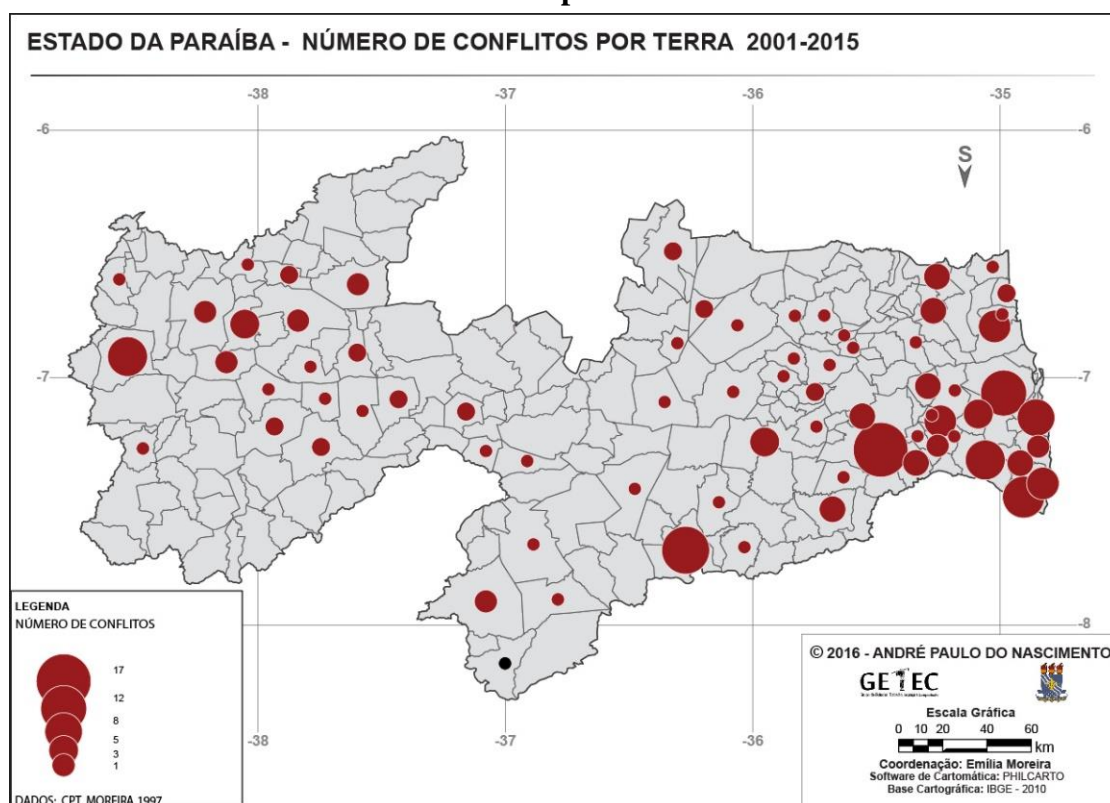 ESTADO DA PARAÍBA - NÚMERO DE CONFLITOS POR TERRA 2001-2015
-38 -37 -36 -35
-6 -6
S
-7 -7
-8 -8
LEGENDA
NÚMERO DE CONFLITOS
17
12
8
5
3
1
DADOS: CPT, MOREIRA 1997
-38 -37 -36
© 2016 - ANDRÉ PAULO DO NASCIMENTO
GETEC
Escala Gráfica
0 10 20 40 60
km
Coordenação: Emília Moreira
Software de Cartomática: PHILCARTO
Base Cartográfica: IBGE - 2010